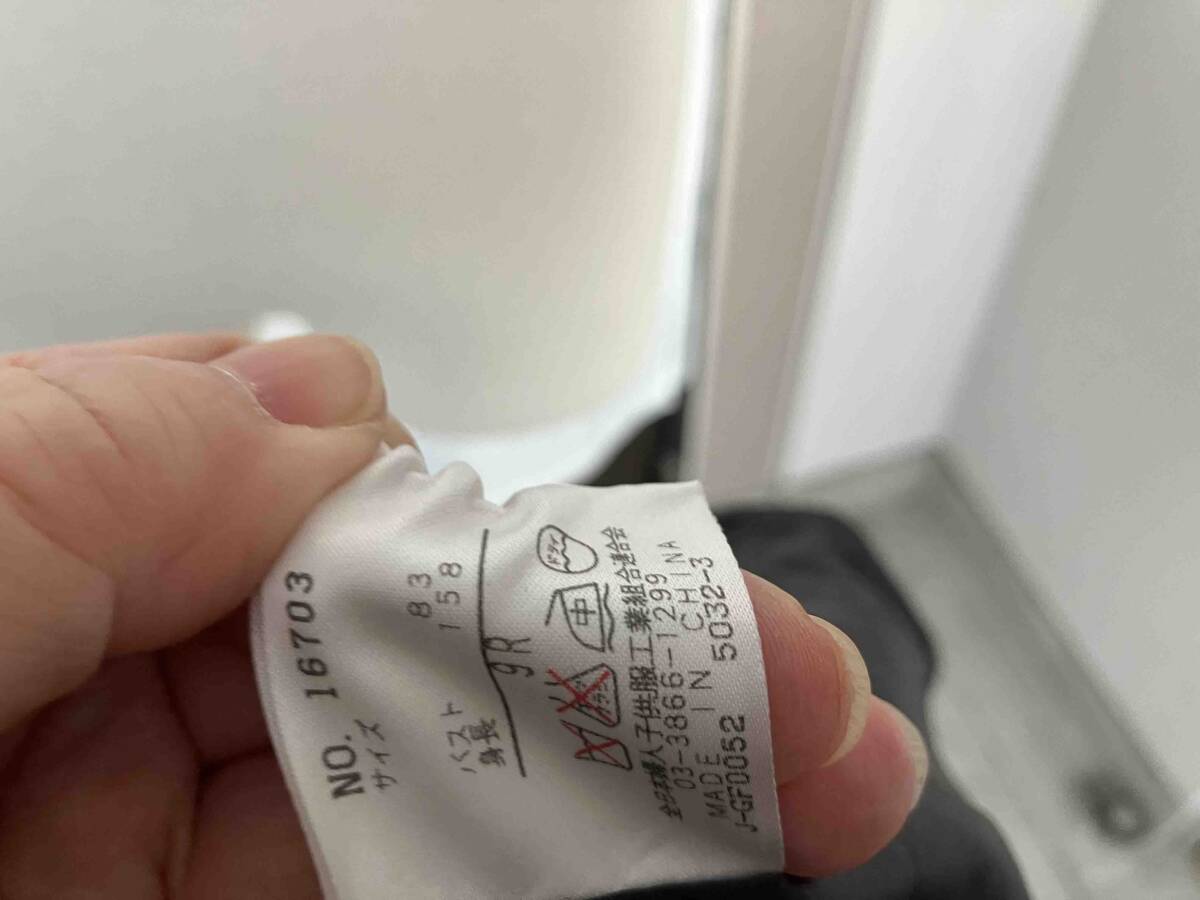 NO. 16703
サイズ
バスト 83
身長 158
9R
中 ドライ
全日本婦人子供服工業組合連合会
03-3866-1299
MADE IN CHINA
J-GF0052 5032-3